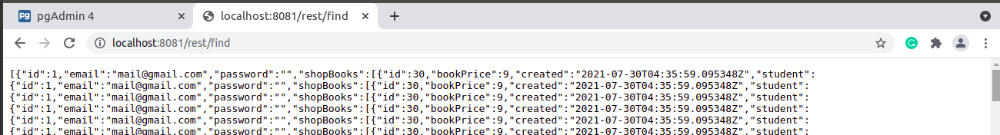 pg pgAdmin 4 localhost:8081/rest/find
localhost:8081/rest/find
[{"id":1,"email":"mail@gmail.com","password":"","shopBooks":[{"id":30,"bookPrice":9,"created":"2021-07-30T04:35:59.095348Z","student":
{"id":1,"email":"mail@gmail.com","password":"","shopBooks":[{"id":30,"bookPrice":9,"created":"2021-07-30T04:35:59.095348Z","student":
{"id":1,"email":"mail@gmail.com","password":"","shopBooks":[{"id":30,"bookPrice":9,"created":"2021-07-30T04:35:59.095348Z","student":
{"id":1,"email":"mail@gmail.com","password":"","shopBooks":[{"id":30,"bookPrice":9,"created":"2021-07-30T04:35:59.095348Z","student":
{"id":1,"email":"mail@gmail.com","password":"","shopBooks":[{"id":30,"bookPrice":9,"created":"2021-07-30T04:35:59.095348Z","student":
{"id":1,"email":"mail@gmail.com","password":"","shopBooks":[{"id":30,"bookPrice":9,"created":"2021-07-30T04:35:59.095348Z","student":